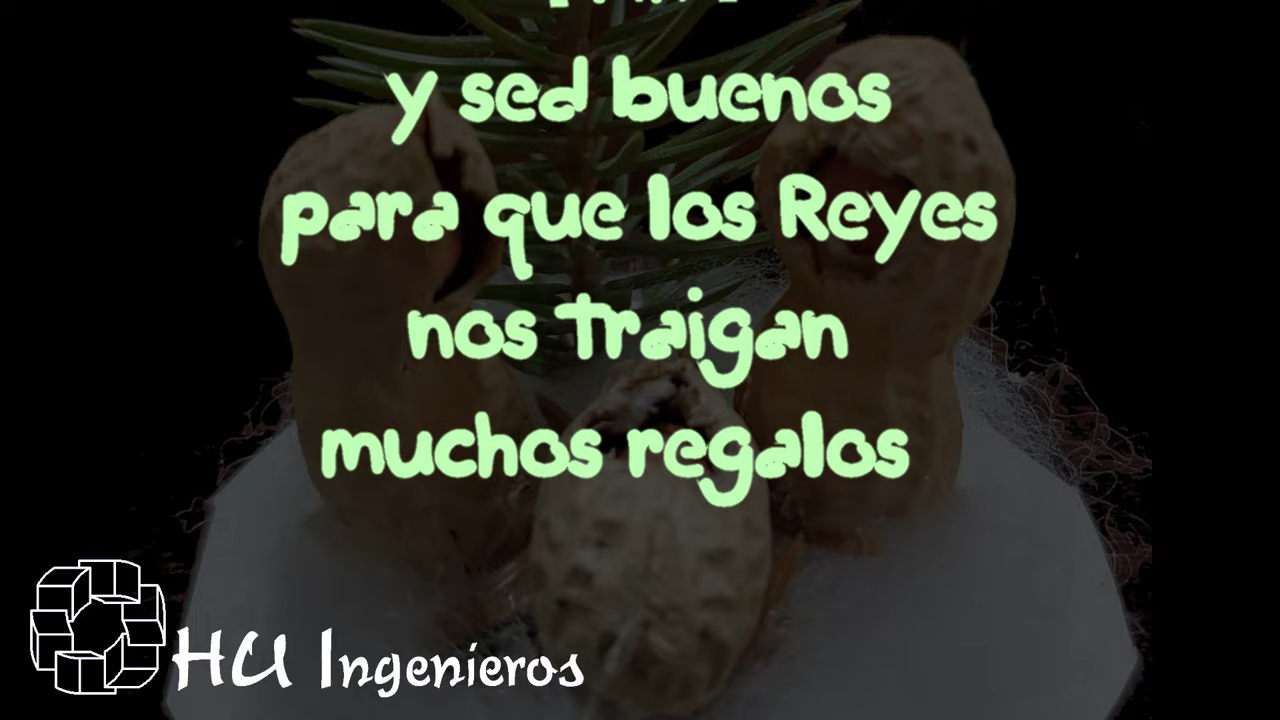 y sed buenos
para que los Reyes
nos traigan
muchos regalos
HU Ingenieros